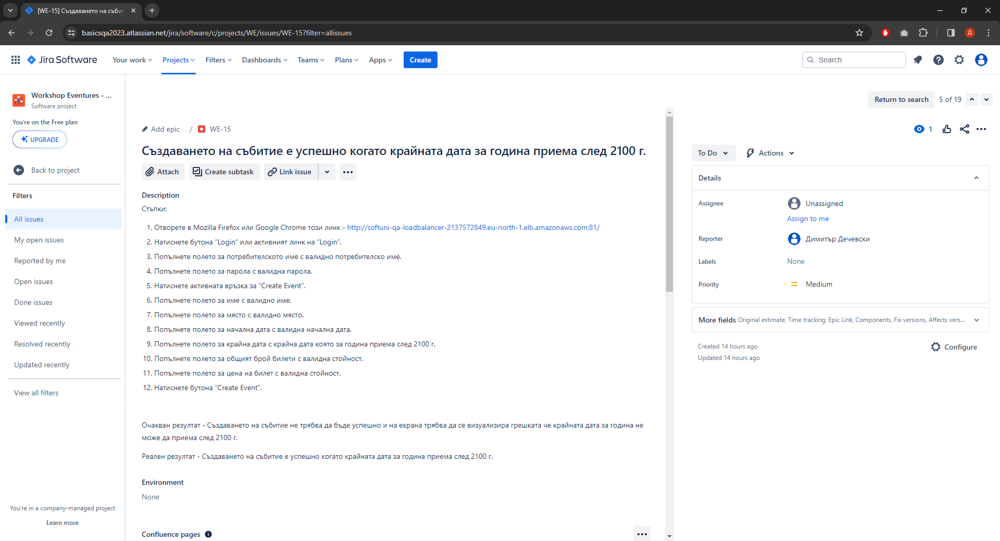 [WE-15] Създаването на събит
basicsqa2023.atlassian.net/jira/software/c/projects/WE/issues/WE-15?filter=allissues
Д
Jira Software
Your work
Projects
Filters
Dashboards
Teams
Plans
Apps
Create
Search
Workshop Eventures - ...
Software project
You're on the Free plan
UPGRADE
Back to project
Filters
All issues
My open issues
Reported by me
Open issues
Done issues
Viewed recently
Resolved recently
Updated recently
View all filters
You're in a company-managed project
Learn more
Return to search
5 of 19
Add epic / WE-15
1
Създаването на събитие е успешно когато крайната дата за година приема след 2100 г.
Attach
Create subtask
Link issue
Description
Стъпки:
1. Отворете в Mozilla Firefox или Google Chrome този линк - http://softuni-qa-loadbalancer-2137572849.eu-north-1.elb.amazonaws.com:81/
2. Натиснете бутона “Login“ или активният линк на “Login”.
3. Попълнете полето за потребителското име с валидно потребителско име.
4. Попълнете полето за парола с валидна парола.
5. Натиснете активната връзка за “Create Event”.
6. Попълнете полето за име с валидно име.
7. Попълнете полето за място с валидно място.
8. Попълнете полето за начална дата с валидна начална дата.
9. Попълнете полето за крайна дата с крайна дата която за година приема след 2100 г.
10. Попълнете полето за общият брой билети с валидна стойност.
11. Попълнете полето за цена на билет с валидна стойност.
12. Натиснете бутона “Create Event”.
Очакван резултат - Създаването на събитие не трябва да бъде успешно и на екрана трябва да се визуализира грешката че крайната дата за година не
може да приема след 2100 г.
Реален резултат - Създаването на събитие е успешно когато крайната дата за година приема след 2100 г.
Environment
None
Confluence pages
To Do
Actions
Details
Assignee
Unassigned
Assign to me
Reporter
Димитър Дечевски
Labels
None
Priority
Medium
More fields Original estimate, Time tracking, Epic Link, Components, Fix versions, Affects vers...
Created 14 hours ago
Configure
Updated 14 hours ago